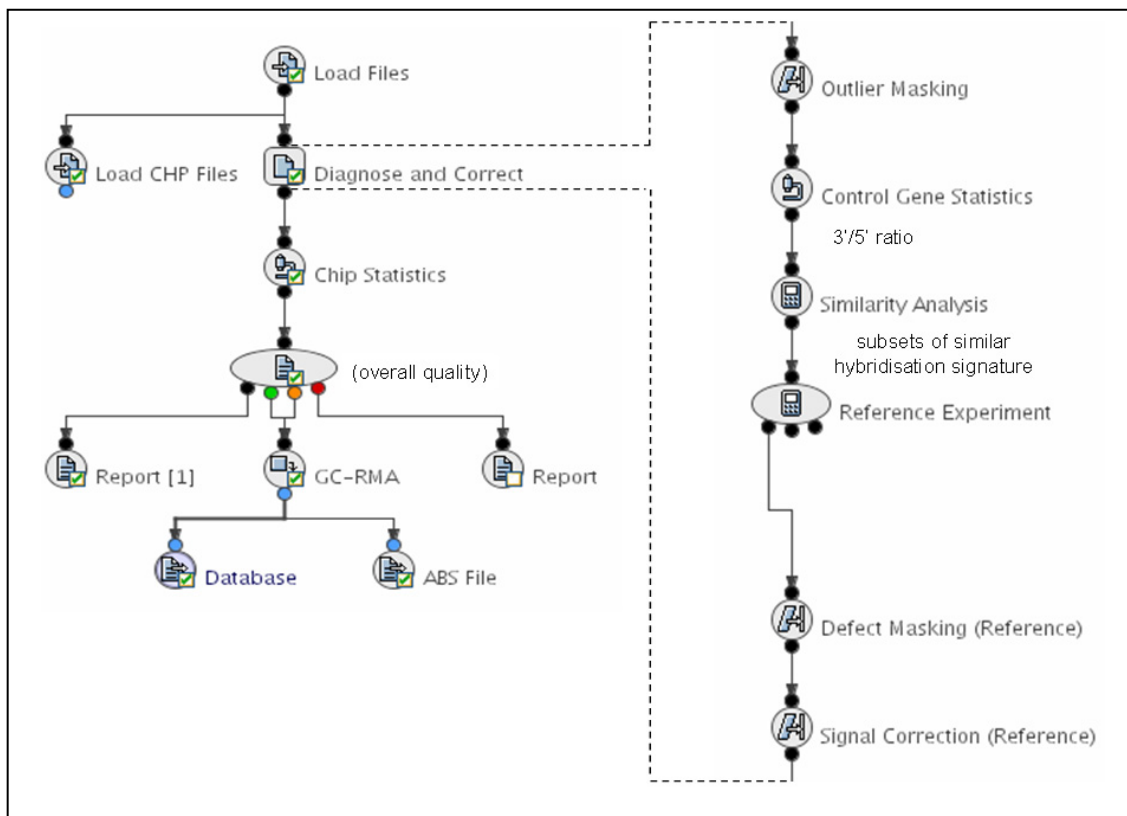 Load Files
Load CHP Files
Diagnose and Correct
Chip Statistics
(overall quality)
Report [1]
GC-RMA
Report
Database
ABS File
Outlier Masking
Control Gene Statistics
3'/5' ratio
Similarity Analysis
subsets of similar
hybridisation signature
Reference Experiment
Defect Masking (Reference)
Signal Correction (Reference)